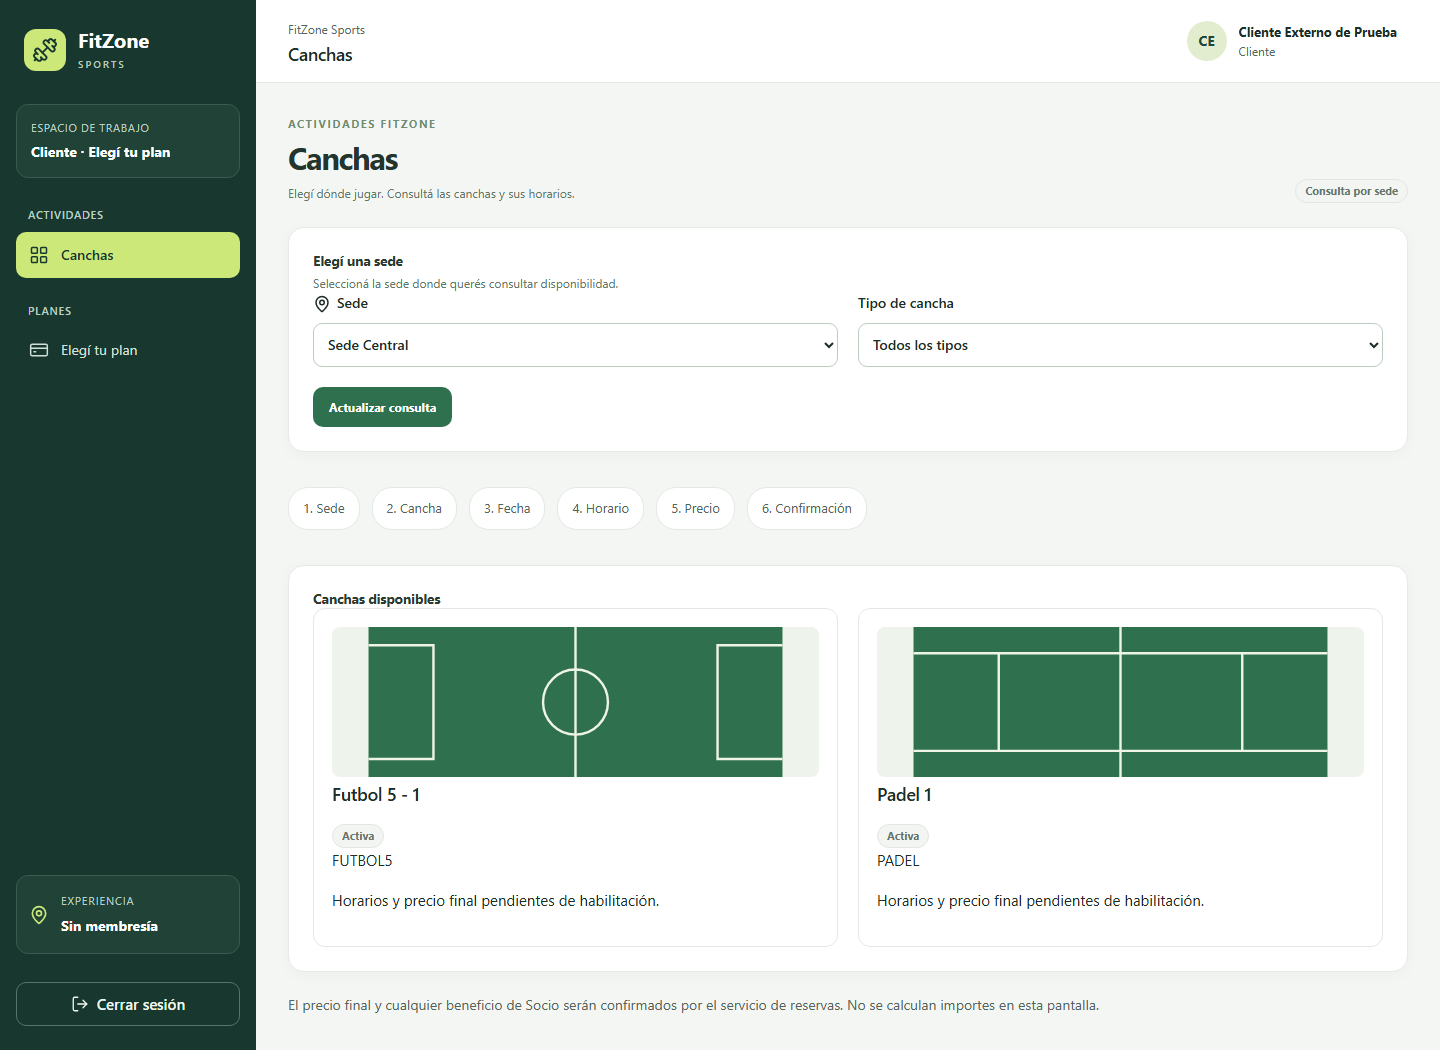 FitZone
SPORTS
ESPACIO DE TRABAJO
Cliente · Elegí tu plan
ACTIVIDADES
Canchas
PLANES
Elegí tu plan
EXPERIENCIA
Sin membresía
Cerrar sesión
FitZone Sports
Canchas
CE
Cliente Externo de Prueba
Cliente
ACTIVIDADES FITZONE
Canchas
Elegí dónde jugar. Consultá las canchas y sus horarios.
Consulta por sede
Elegí una sede
Seleccioná la sede donde querés consultar disponibilidad.
Sede
Sede Central
Tipo de cancha
Todos los tipos
Actualizar consulta
1. Sede
2. Cancha
3. Fecha
4. Horario
5. Precio
6. Confirmación
Canchas disponibles
Futbol 5 - 1
Activa
FUTBOL5
Horarios y precio final pendientes de habilitación.
Padel 1
Activa
PADEL
Horarios y precio final pendientes de habilitación.
El precio final y cualquier beneficio de Socio serán confirmados por el servicio de reservas. No se calculan importes en esta pantalla.